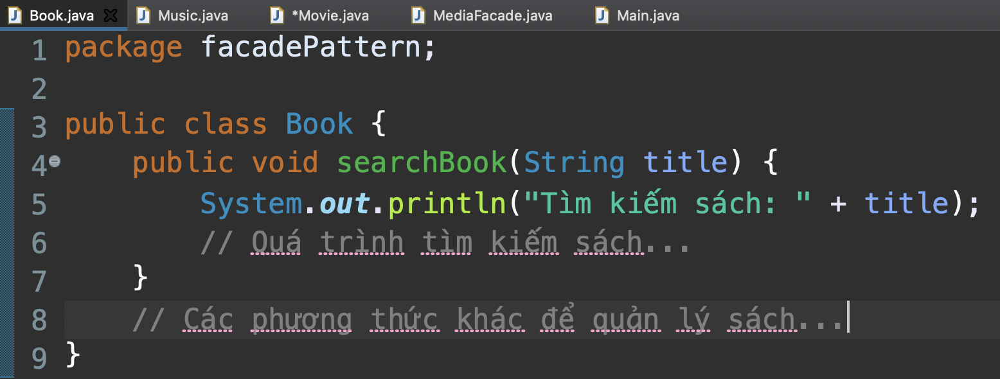 Book.java Music.java *Movie.java MediaFacade.java Main.java
1 package facadePattern;
2
3 public class Book {
4 public void searchBook(String title) {
5 System.out.println("Tìm kiếm sách: " + title);
6 // Quá trình tìm kiếm sách...
7 }
8 // Các phương thức khác để quản lý sách...
9 }